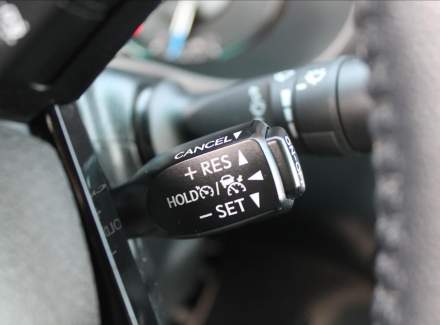 CANCEL ▼
+ RES ▲
HOLD / ◄
− SET ▼